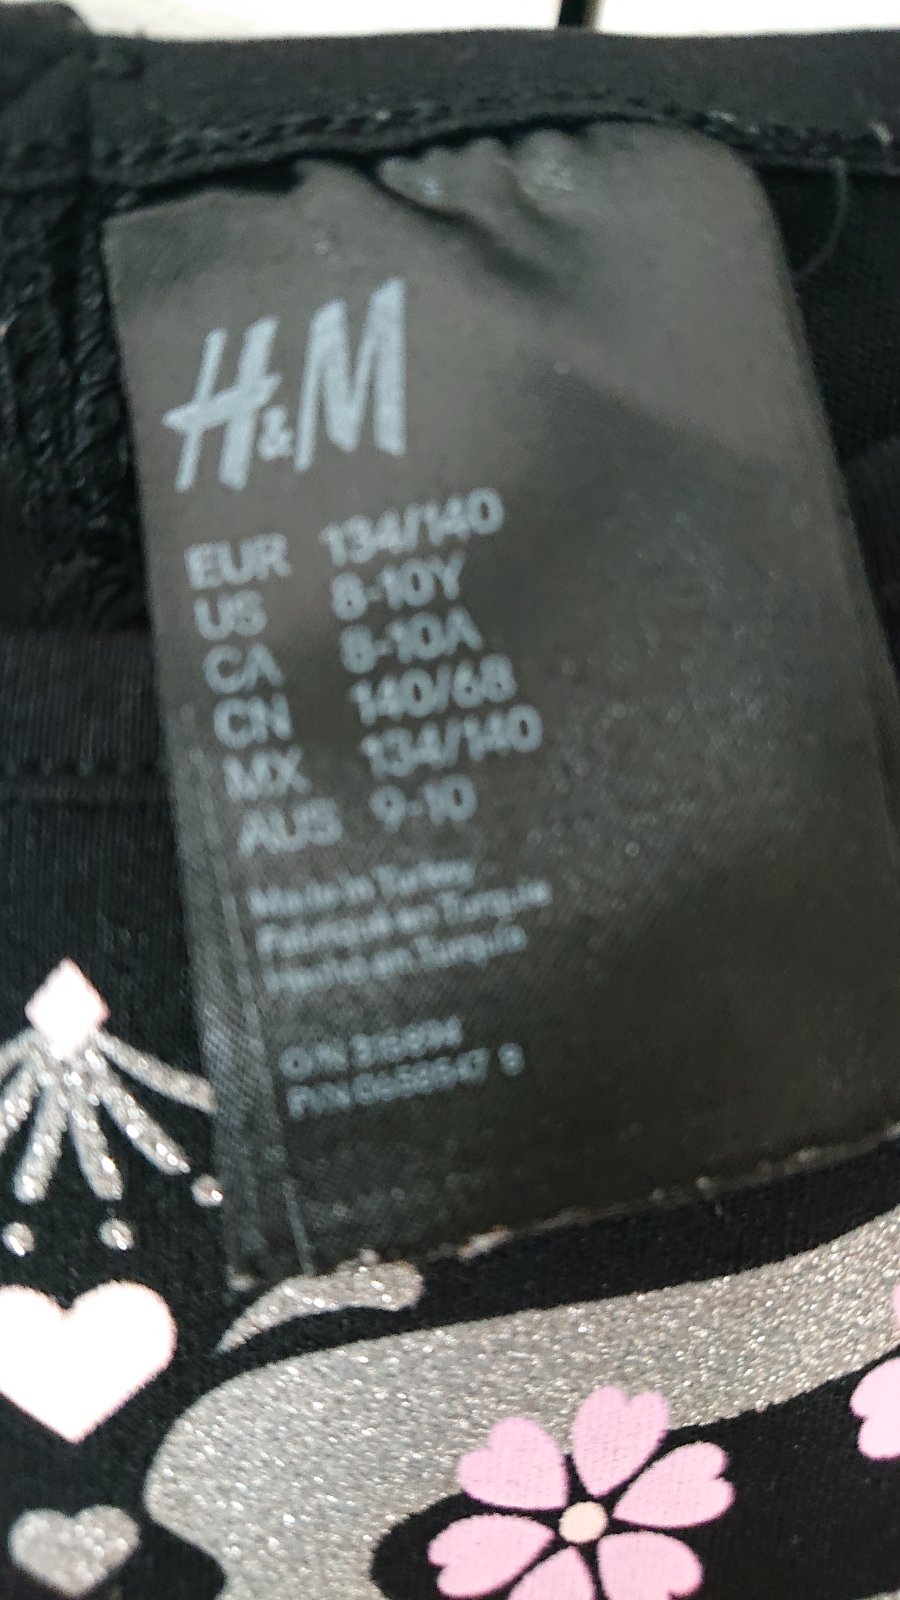 H&M
EUR 134/140
US 8-10Y
CA 8-10A
CN 140/68
MX 134/140
AUS 9-10
Made in Turkey
Fabriqué en Turquie
Hecho en Turquía
O/N
P/N